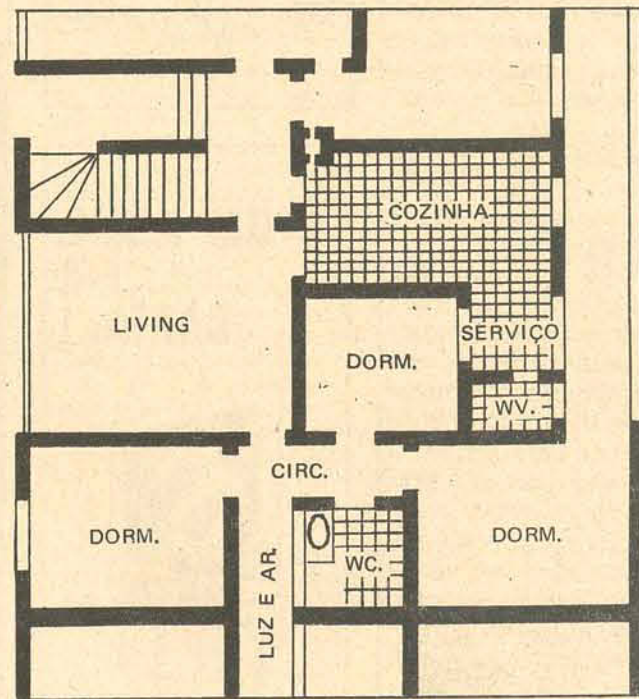 COZINHA
LIVING
SERVIÇO
DORM.
WV.
CIRC.
DORM.
DORM.
WC.
LUZ E AR.